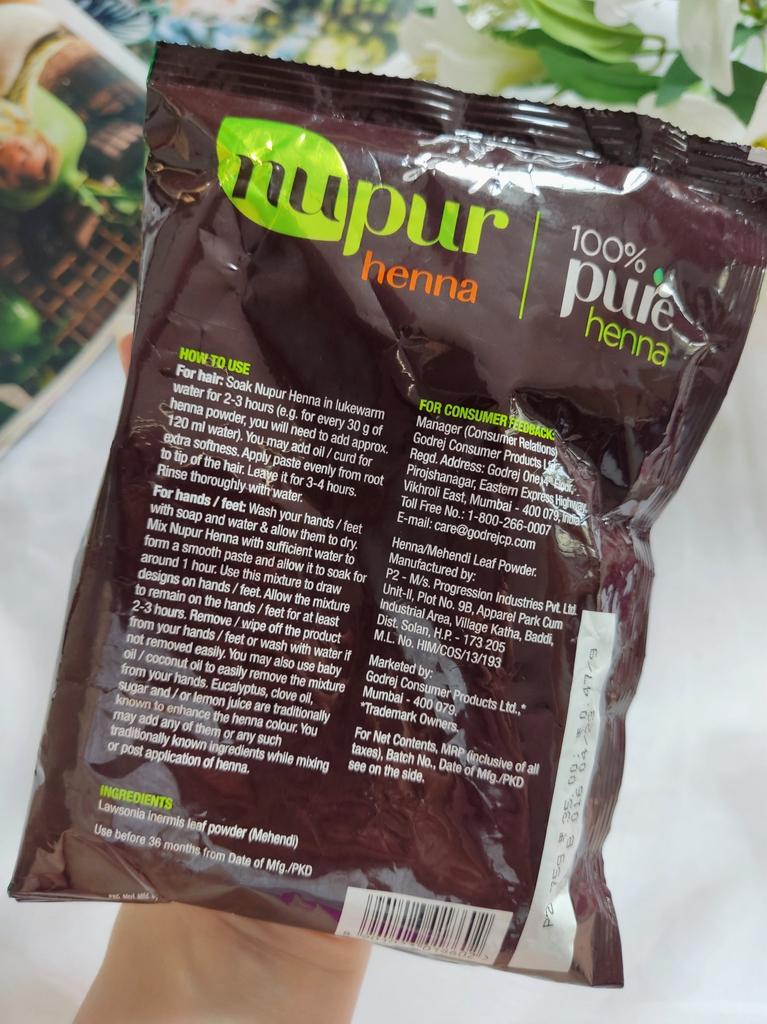 nupur
henna
100%
pure
henna
HOW TO USE
For hair: Soak Nupur Henna in lukewarm
water for 2-3 hours (e.g. for every 30 g of
henna powder, you will need to add approx.
120 ml water). You may add oil / curd for
extra softness. Apply paste evenly from root
to tip of the hair. Leave it for 3-4 hours.
Rinse thoroughly with water.
For hands / feet: Wash your hands / feet
with soap and water & allow them to dry.
Mix Nupur Henna with sufficient water to
form a smooth paste and allow it to soak for
around 1 hour. Use this mixture to draw
designs on hands / feet. Allow the mixture
to remain on the hands / feet for at least
2-3 hours. Remove / wipe off the product
from your hands / feet or wash with water if
not removed easily. You may also use baby
oil / coconut oil to easily remove the mixture
from your hands. Eucalyptus, clove oil,
sugar and / or lemon juice are traditionally
known to enhance the henna colour. You
may add any of them or any such
traditionally known ingredients while mixing
or post application of henna.
INGREDIENTS
Lawsonia inermis leaf powder (Mehendi)
Use before 36 months from Date of Mfg./PKD
FOR CONSUMER FEEDBACK:
Manager (Consumer Relations)
Godrej Consumer Products
Regd. Address: Godrej One, 4th Floor,
Pirojshanagar, Eastern Express Highway,
Vikhroli East, Mumbai - 400 079, India
Toll Free No.: 1-800-266-0007
E-mail: care@godrejcp.com
Henna/Mehendi Leaf Powder.
Manufactured by:
P2 - M/s. Progression Industries Pvt. Ltd.
Unit-II, Plot No. 9B, Apparel Park Cum
Industrial Area, Village Katha, Baddi,
Dist. Solan, H.P. - 173 205
M.L. No. HIM/COS/13/193
Marketed by:
Godrej Consumer Products Ltd.,*
Mumbai - 400 079.
*Trademark Owners.
For Net Contents, MRP (inclusive of all
taxes), Batch No., Date of Mfg./PKD
see on the side.